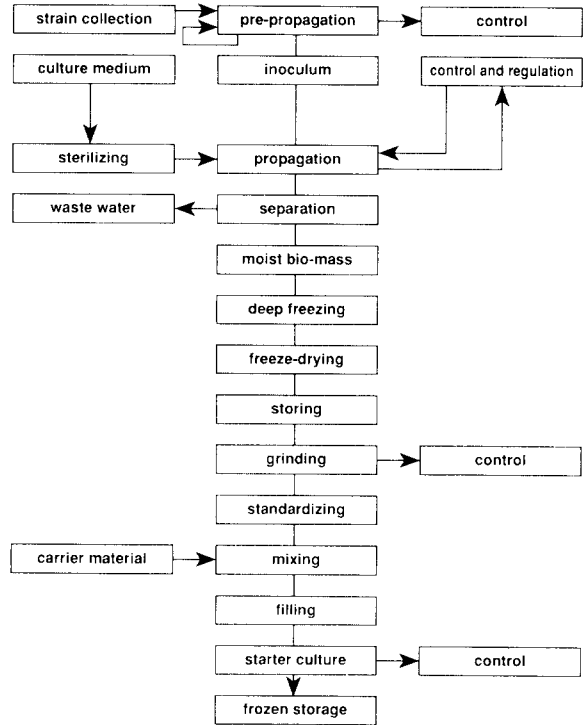 strain collection
pre-propagation
control
culture medium
inoculum
control and regulation
sterilizing
propagation
waste water
separation
moist bio-mass
deep freezing
freeze-drying
storing
grinding
control
standardizing
carrier material
mixing
filling
starter culture
control
frozen storage